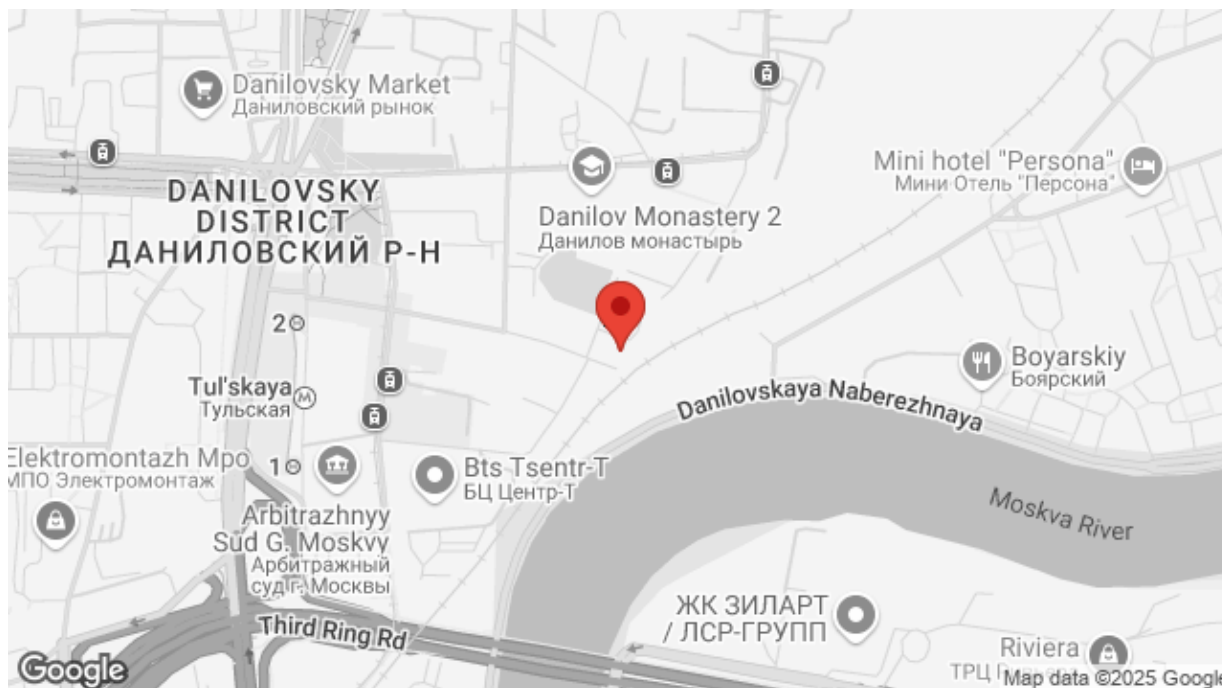 Danilovsky Market
Даниловский рынок
DANILOVSKY
DISTRICT
ДАНИЛОВСКИЙ Р-Н
Danilov Monastery 2
Данилов монастырь
Mini hotel "Persona"
Мини Отель "Персона"
2
Tul'skaya
Тульская
Boyarskiy
Боярский
Danilovskaya Naberezhnaya
Elektromontazh Mpo
МПО Электромонтаж
1
Bts Tsentr-T
БЦ Центр-Т
Moskva River
Arbitrazhnyy
Sud G. Moskvy
Арбитражный
суд г. Москвы
ЖК ЗИЛАРТ
/ ЛСР-ГРУПП
Third Ring Rd
Riviera
ТРЦ
Google
Map data ©2025 Google